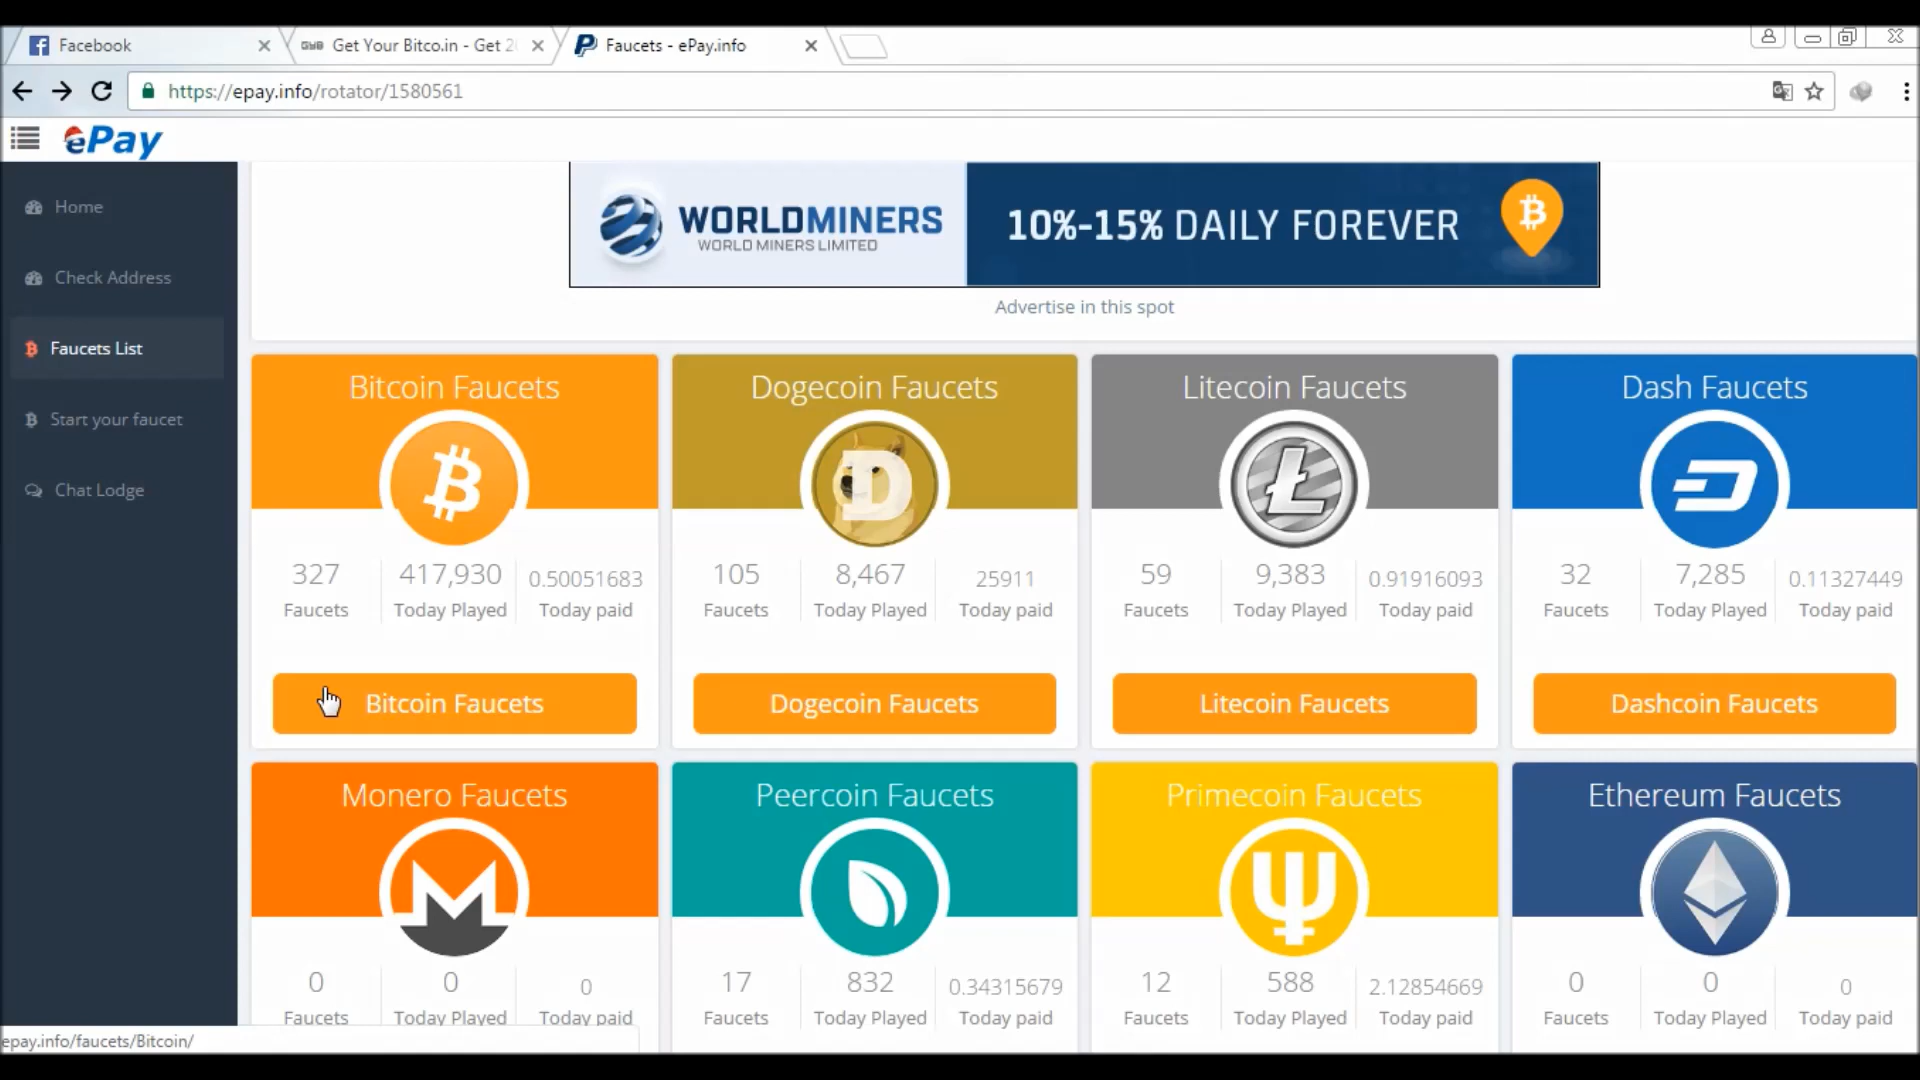 Facebook
GYB Get Your Bitco.in - Get 2
Faucets - ePay.info
https://epay.info/rotator/1580561
ePay
WORLDMINERS
WORLD MINERS LIMITED
10%-15% DAILY FOREVER
Advertise in this spot
Home
Check Address
Faucets List
Start your faucet
Chat Lodge
Bitcoin Faucets
327 417,930 0.50051683
Faucets Today Played Today paid
Bitcoin Faucets
Dogecoin Faucets
105 8,467 25911
Faucets Today Played Today paid
Dogecoin Faucets
Litecoin Faucets
59 9,383 0.91916093
Faucets Today Played Today paid
Litecoin Faucets
Dash Faucets
32 7,285 0.11327449
Faucets Today Played Today paid
Dashcoin Faucets
Monero Faucets
0 0 0
Faucets Today Played Today paid
Peercoin Faucets
17 832 0.34315679
Faucets Today Played Today paid
Primecoin Faucets
12 588 2.12854669
Faucets Today Played Today paid
Ethereum Faucets
0 0 0
Faucets Today Played Today paid
epay.info/faucets/Bitcoin/